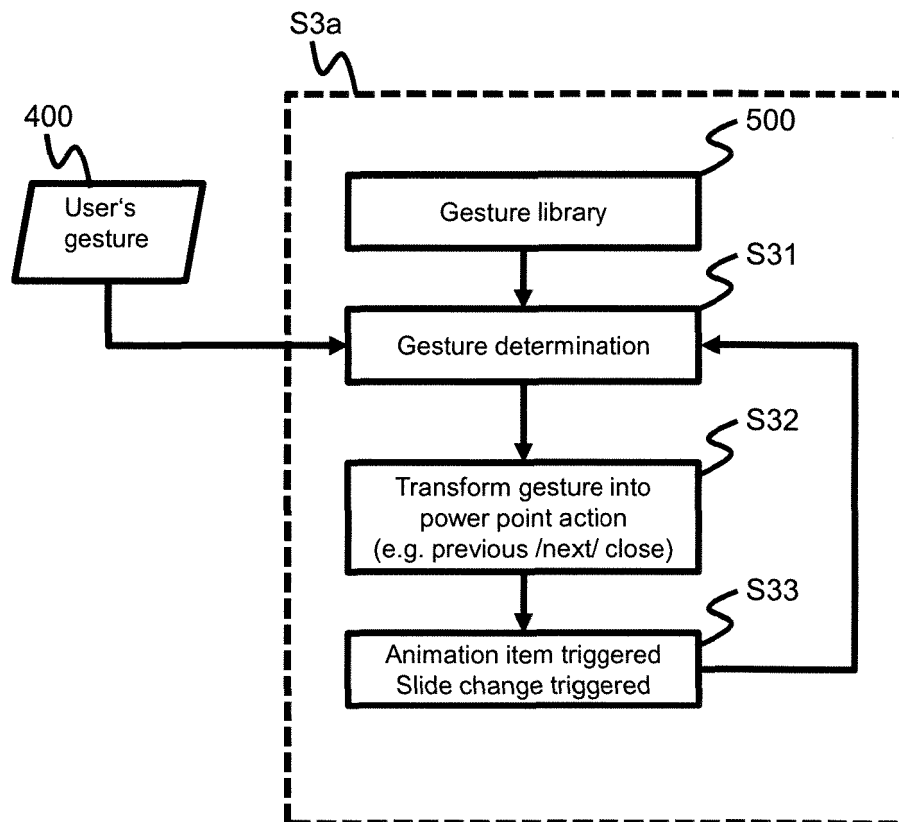 S3a
400
User's
gesture
500
Gesture library
S31
Gesture determination
S32
Transform gesture into
power point action
(e.g. previous /next/ close)
S33
Animation item triggered
Slide change triggered